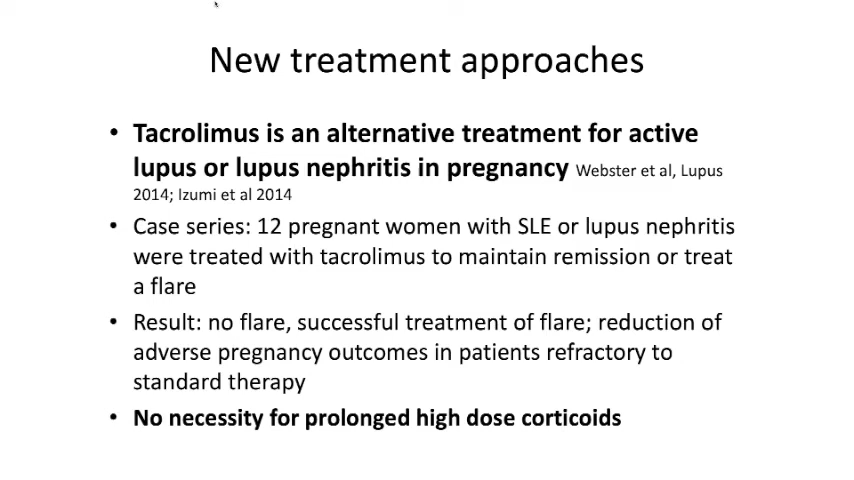 New treatment approaches
• Tacrolimus is an alternative treatment for active
lupus or lupus nephritis in pregnancy Webster et al, Lupus
2014; Izumi et al 2014
• Case series: 12 pregnant women with SLE or lupus nephritis
were treated with tacrolimus to maintain remission or treat
a flare
• Result: no flare, successful treatment of flare; reduction of
adverse pregnancy outcomes in patients refractory to
standard therapy
• No necessity for prolonged high dose corticoids